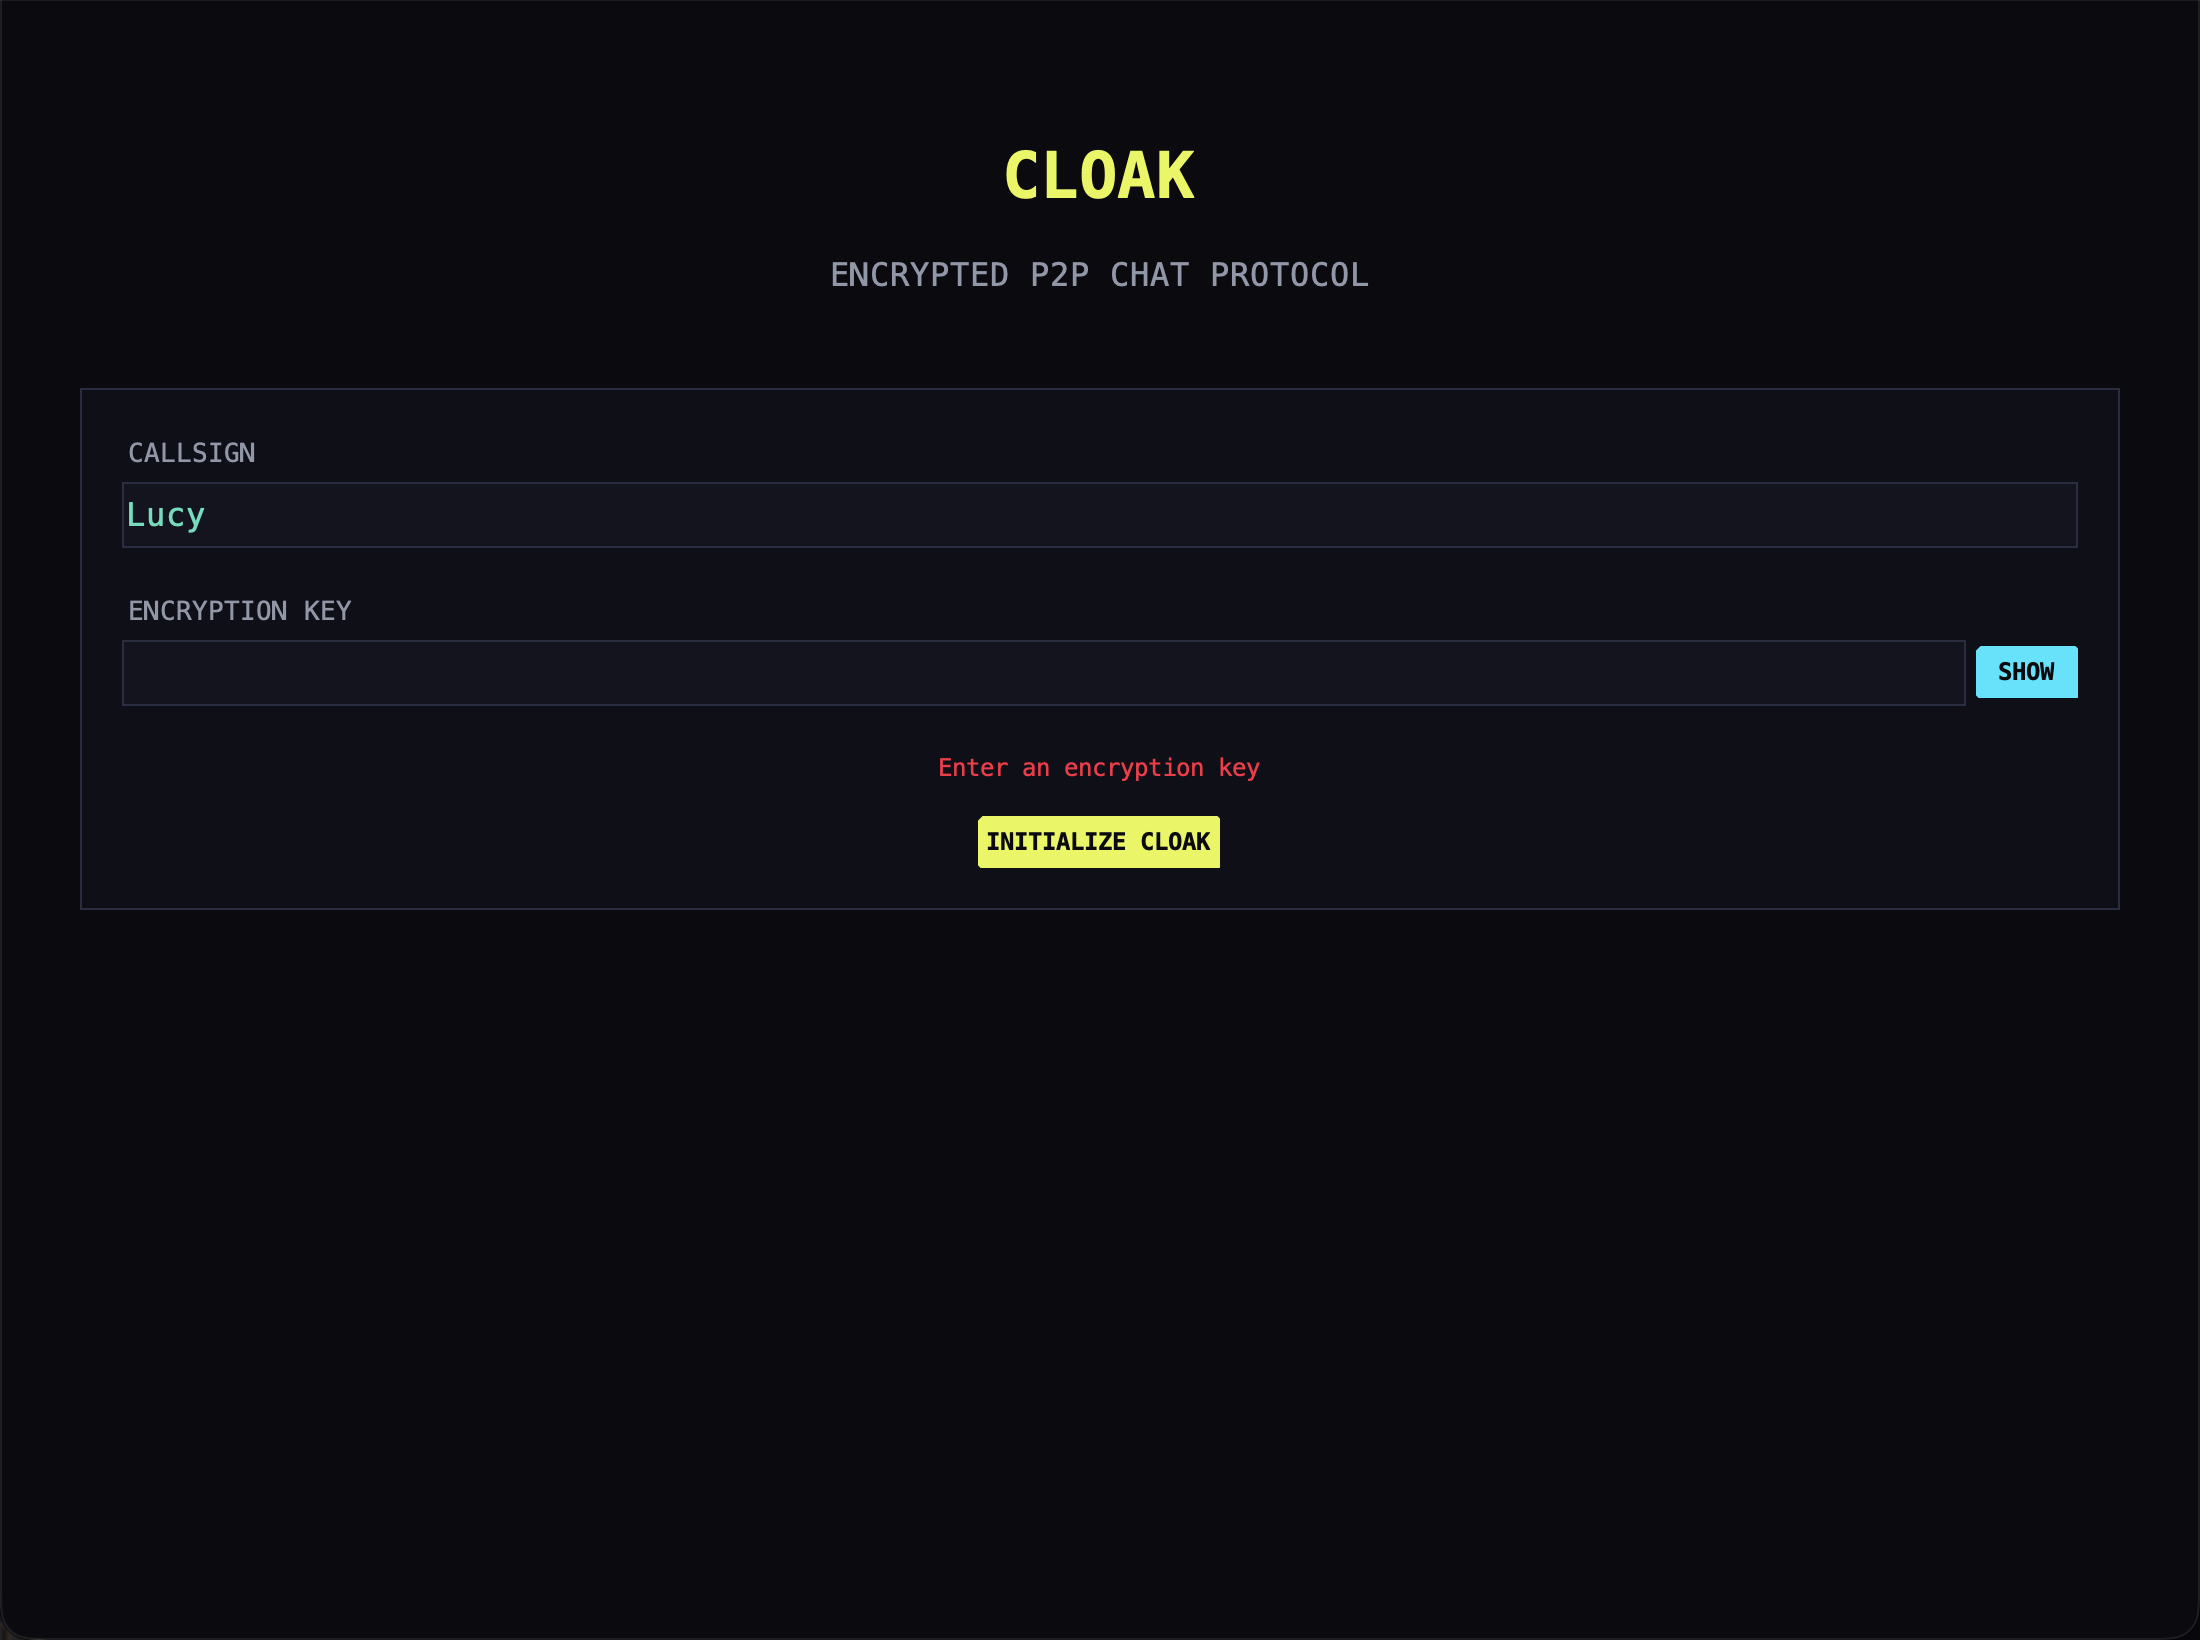 CLOAK
ENCRYPTED P2P CHAT PROTOCOL
CALLSIGN
Lucy
ENCRYPTION KEY
SHOW
Enter an encryption key
INITIALIZE CLOAK